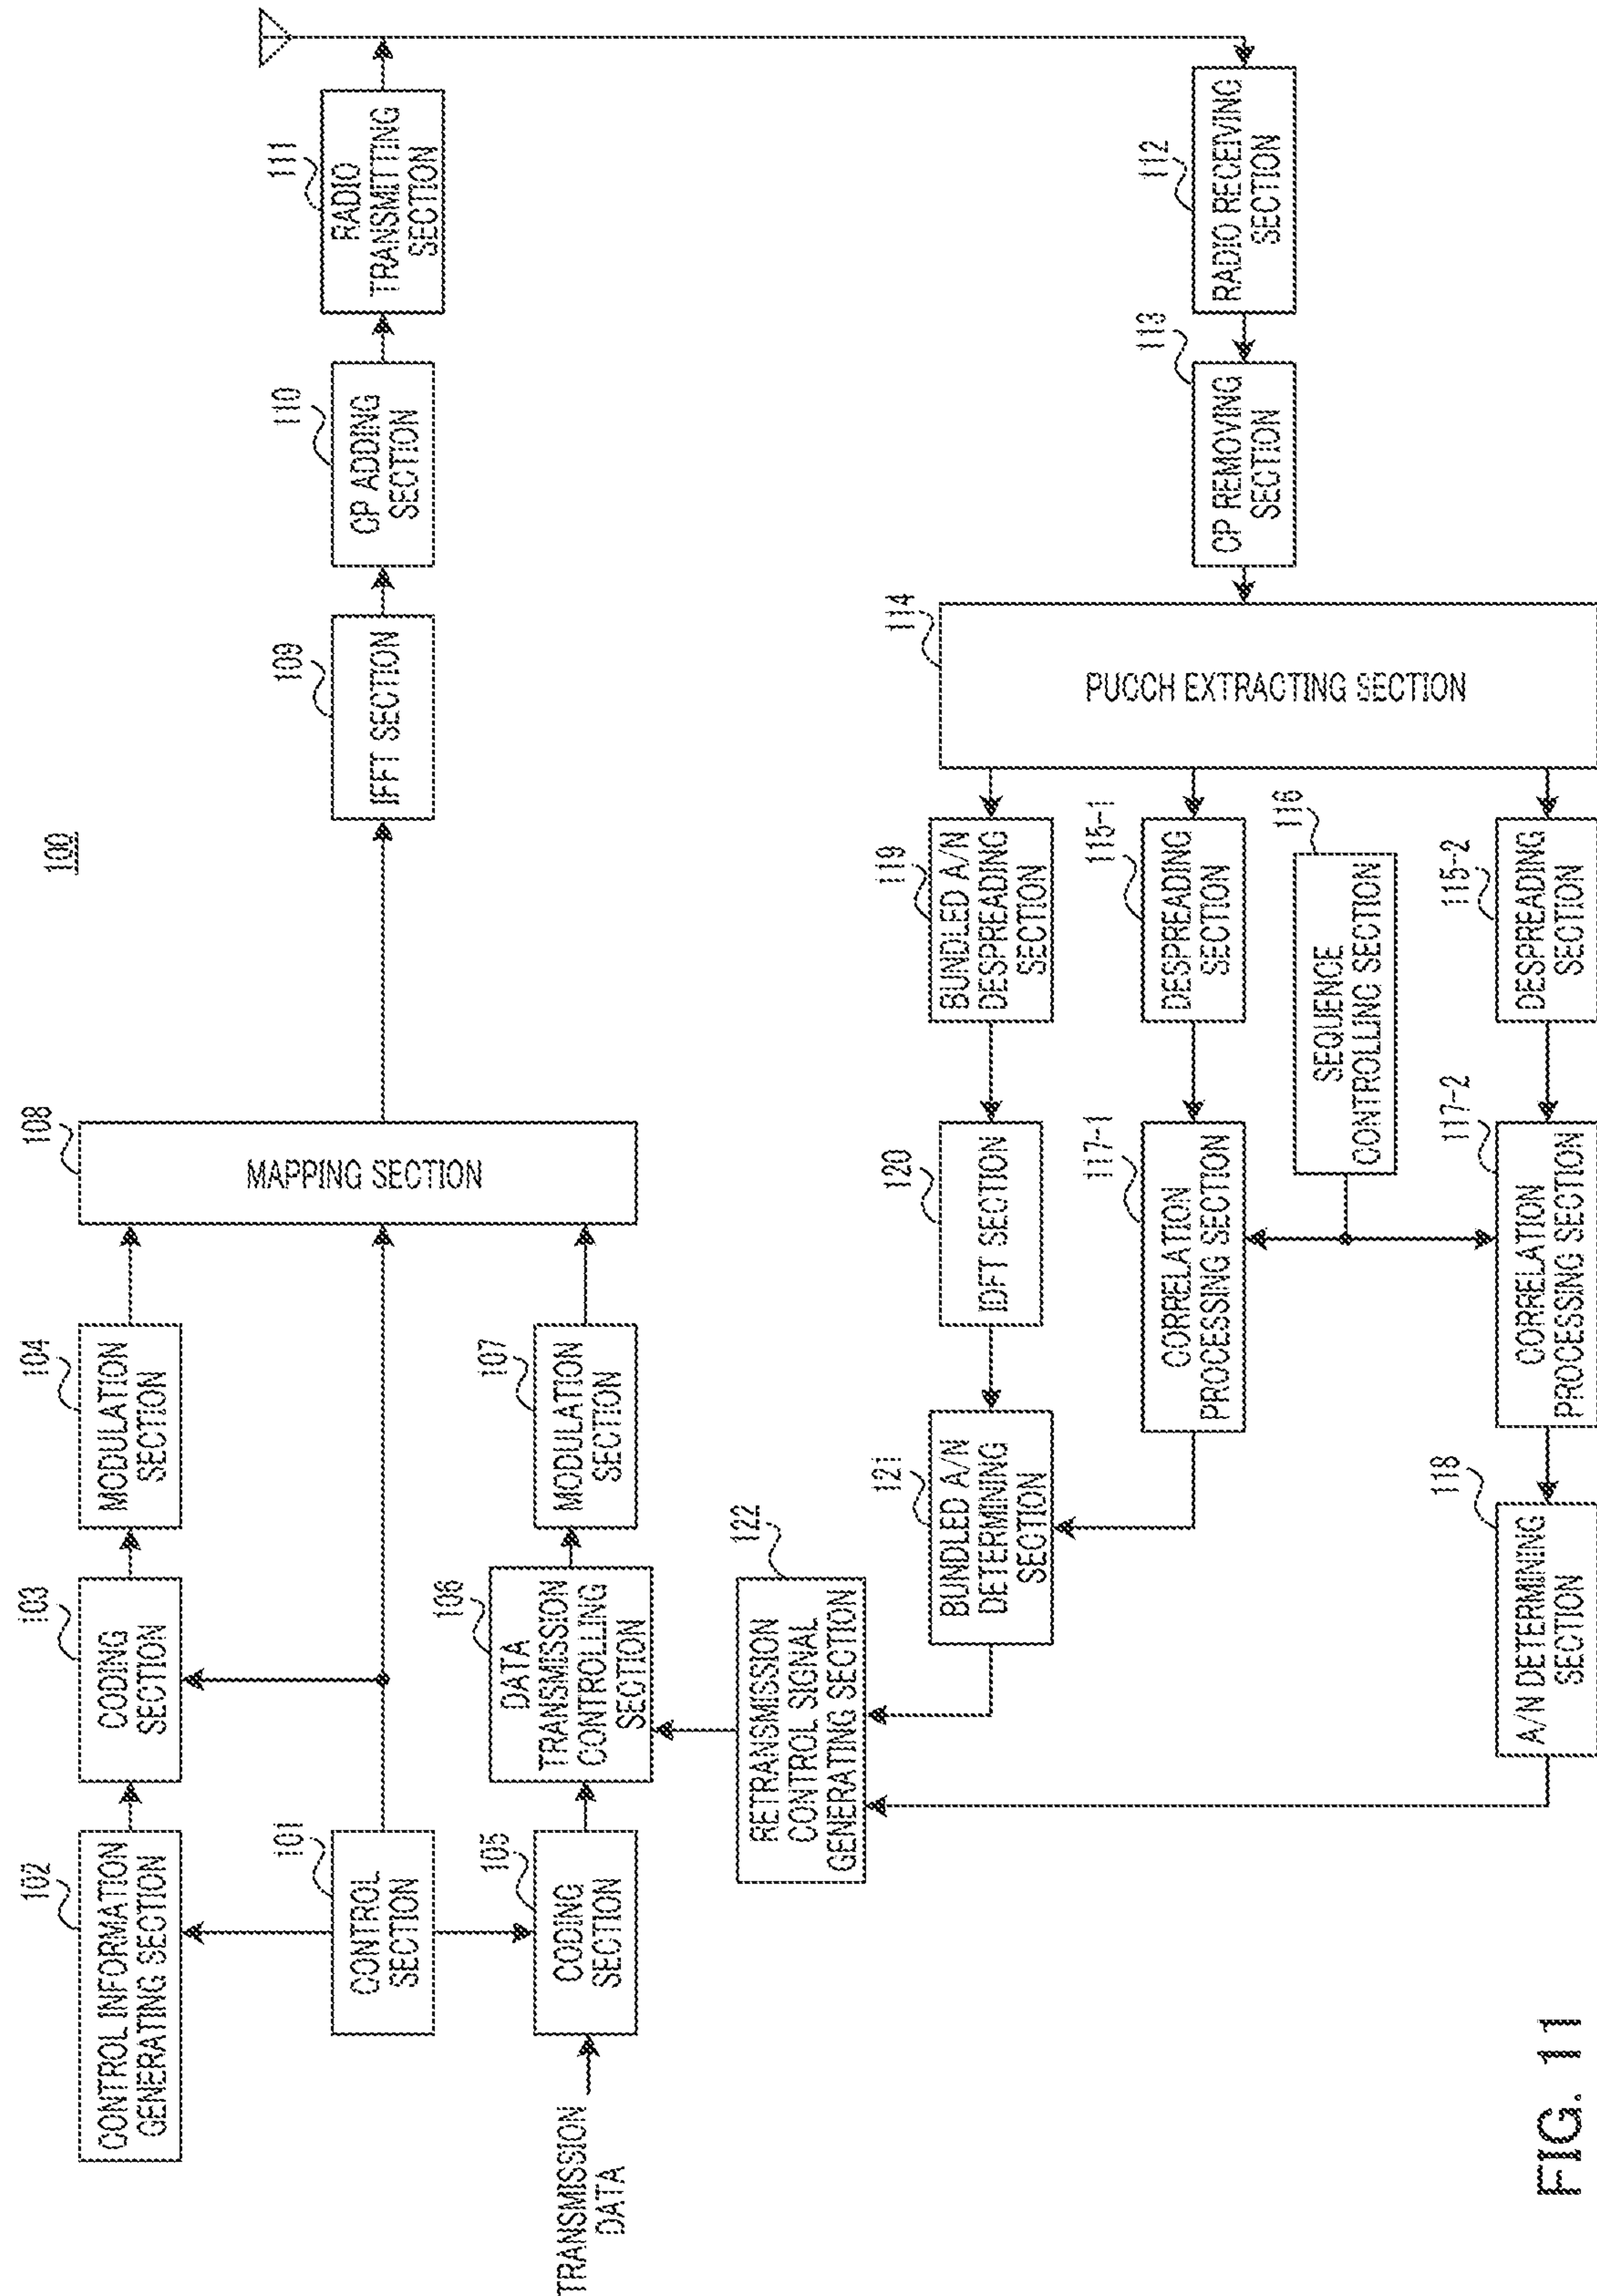 100
102
CONTROL INFORMATION
GENERATING SECTION
103
CODING
SECTION
104
MODULATION
SECTION
108
MAPPING SECTION
109
IFFT SECTION
110
CP ADDING
SECTION
111
RADIO
TRANSMITTING
SECTION
101
CONTROL
SECTION
TRANSMISSION
DATA
105
CODING
SECTION
106
DATA
TRANSMISSION
CONTROLLING
SECTION
107
MODULATION
SECTION
122
RETRANSMISSION
CONTROL SIGNAL
GENERATING SECTION
121
BUNDLED A/N
DETERMINING
SECTION
120
IDFT SECTION
119
BUNDLED A/N
DESPREADING
SECTION
114
PUCCH EXTRACTING SECTION
113
CP REMOVING
SECTION
112
RADIO RECEIVING
SECTION
117-1
CORRELATION
PROCESSING SECTION
115-1
DESPREADING
SECTION
116
SEQUENCE
CONTROLLING SECTION
118
A/N DETERMINING
SECTION
117-2
CORRELATION
PROCESSING SECTION
115-2
DESPREADING
SECTION
FIG. 11